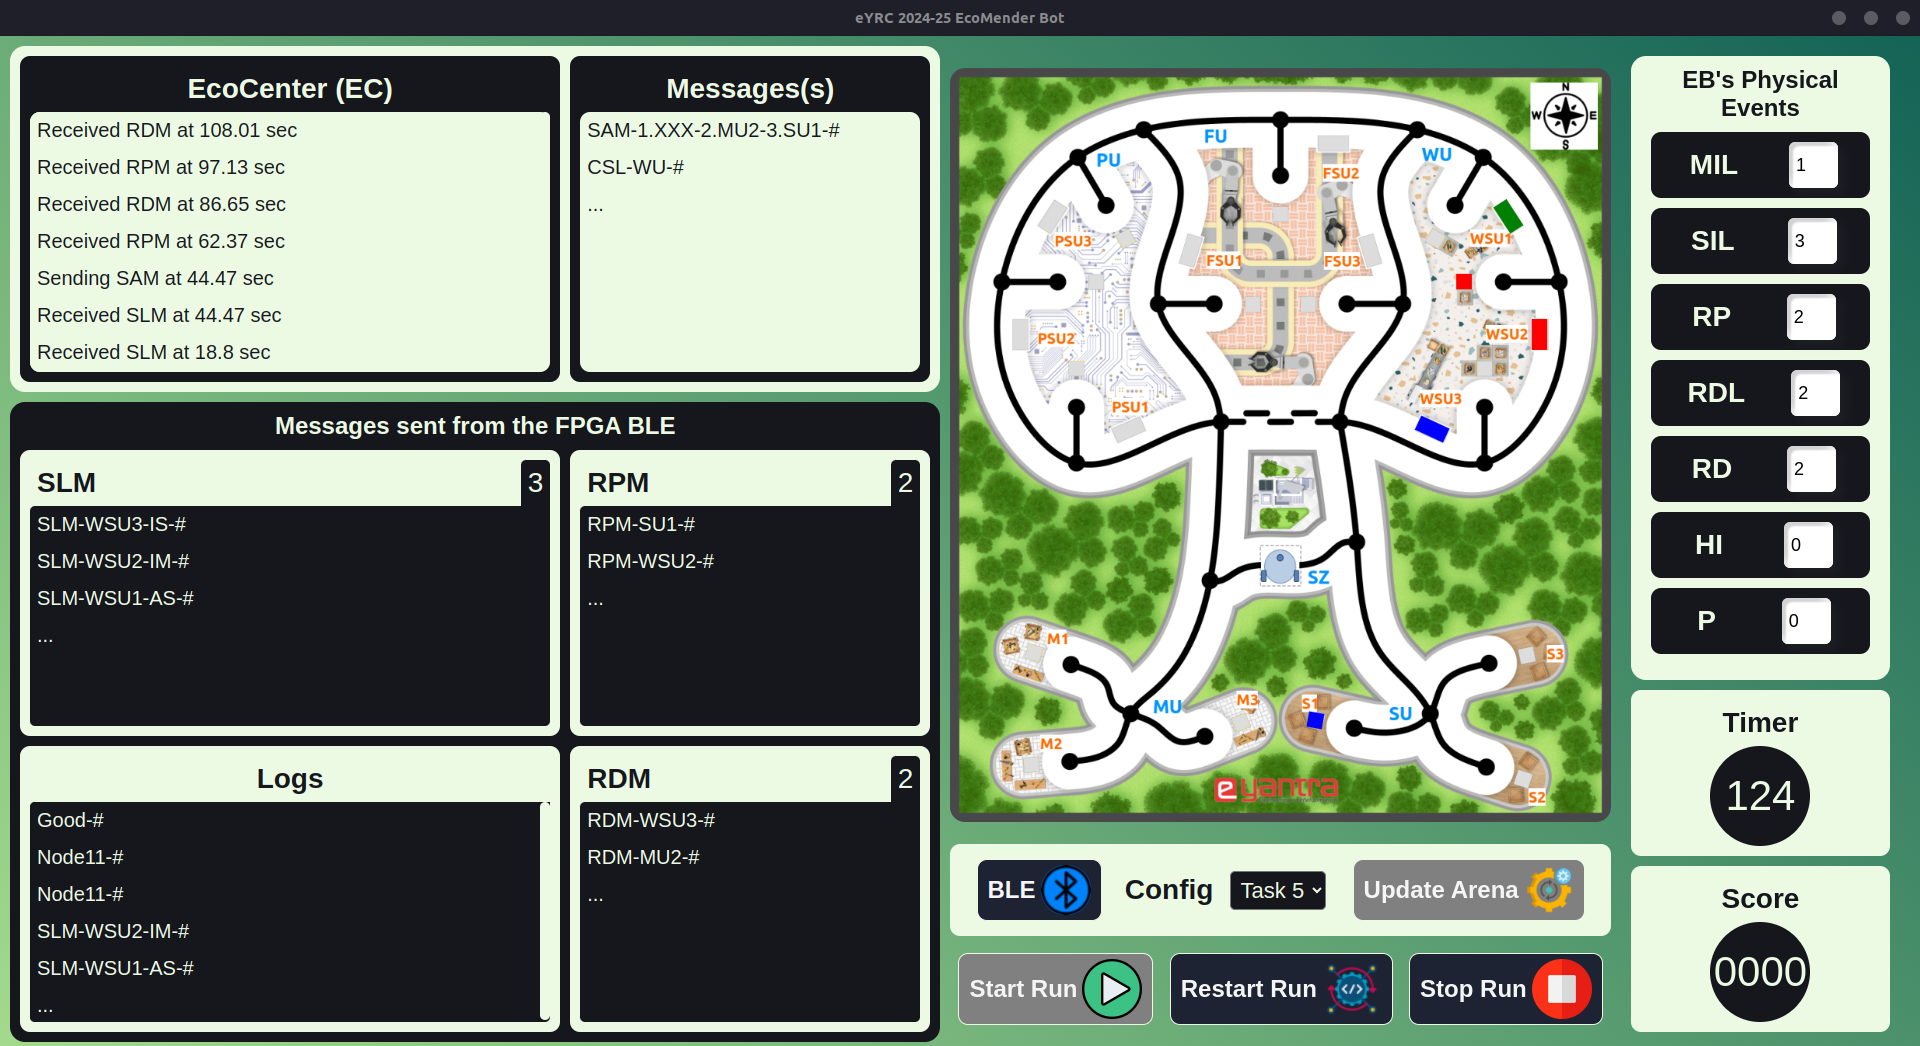 eYRC 2024-25 EcoMender Bot
EcoCenter (EC)
Received RDM at 108.01 sec
Received RPM at 97.13 sec
Received RDM at 86.65 sec
Received RPM at 62.37 sec
Sending SAM at 44.47 sec
Received SLM at 44.47 sec
Received SLM at 18.8 sec
Messages(s)
SAM-1.XXX-2.MU2-3.SU1-#
CSL-WU-#
...
Messages sent from the FPGA BLE
SLM
3
SLM-WSU3-IS-#
SLM-WSU2-IM-#
SLM-WSU1-AS-#
...
RPM
2
RPM-SU1-#
RPM-WSU2-#
...
Logs
Good-#
Node11-#
Node11-#
SLM-WSU2-IM-#
SLM-WSU1-AS-#
...
RDM
2
RDM-WSU3-#
RDM-MU2-#
...
N
W
E
S
FU
PU
WU
FSU2
PSU3
WSU1
FSU1
FSU3
PSU2
WSU2
PSU1
WSU3
SZ
M1
S3
M3
S1
MU
SU
M2
S2
e yantra
BLE
Config
Task 5
Update Arena
Start Run
Restart Run
</>
Stop Run
EB's Physical
Events
MIL 1
SIL 3
RP 2
RDL 2
RD 2
HI 0
P 0
Timer
124
Score
0000